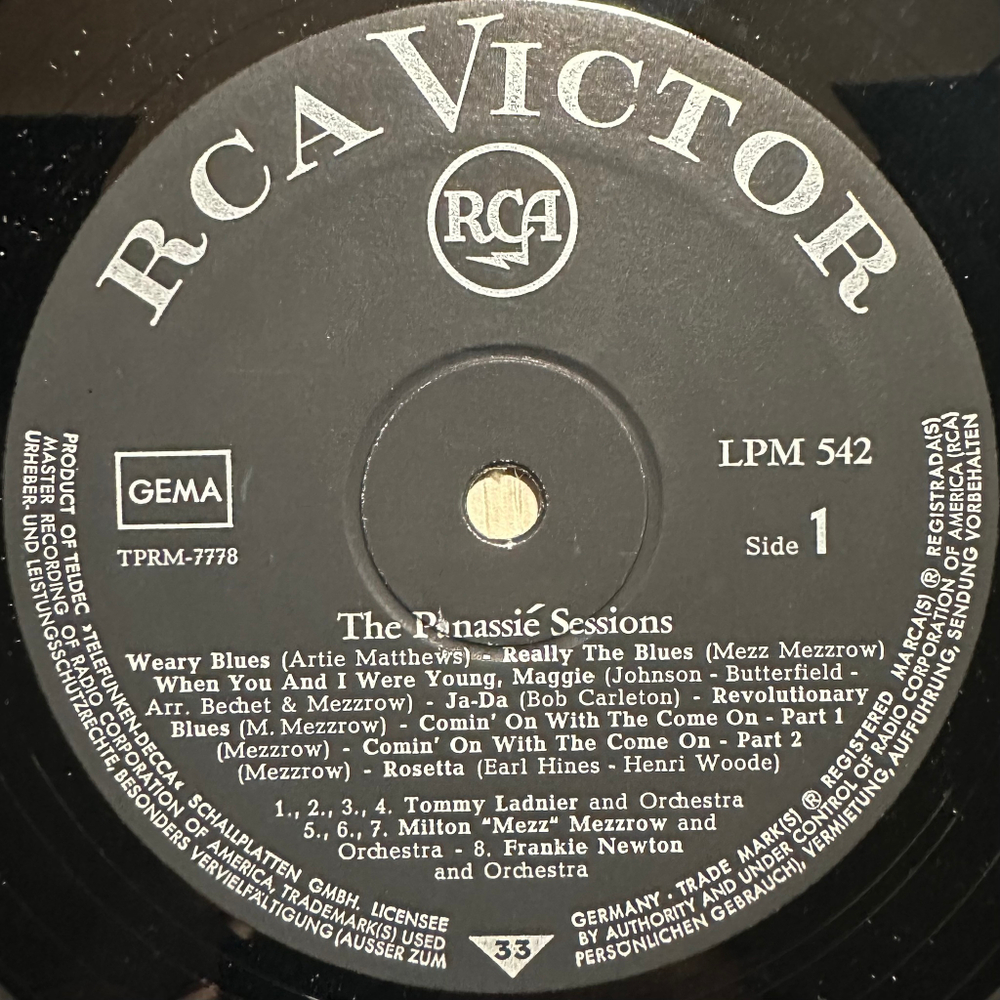 RCA VICTOR
RCA
GEMA
TPRM-7778
LPM 542
Side 1
The Panassié Sessions
Weary Blues (Artie Matthews) - Really The Blues (Mezz Mezzrow)
When You And I Were Young, Maggie (Johnson - Butterfield -
Arr. Bechet & Mezzrow) - Ja-Da (Bob Carleton) - Revolutionary
Blues (M. Mezzrow) - Comin' On With The Come On - Part 1
(Mezzrow) - Comin' On With The Come On - Part 2
(Mezzrow) - Rosetta (Earl Hines - Henri Woode)
1., 2., 3., 4. Tommy Ladnier and Orchestra
5., 6., 7. Milton "Mezz" Mezzrow and
Orchestra - 8. Frankie Newton
and Orchestra
PRODUCT OF TELDEC »TELEFUNKEN-DECCA« SCHALLPLATTEN GMBH. LICENSEE
MASTER RECORDING OF RADIO CORPORATION OF AMERICA, TRADEMARK(S) USED
URHEBER- UND LEISTUNGSSCHUTZRECHTE, BESONDERS VERVIELFÄLTIGUNG (AUSSER ZUM
33
GERMANY · TRADE MARK(S) ® REGISTERED MARCA(S) ® REGISTRADA(S)
BY AUTHORITY AND UNDER CONTROL OF RADIO CORPORATION OF AMERICA (RCA)
PERSÖNLICHEN GEBRAUCH), VERMIETUNG, AUFFÜHRUNG, SENDUNG VORBEHALTEN